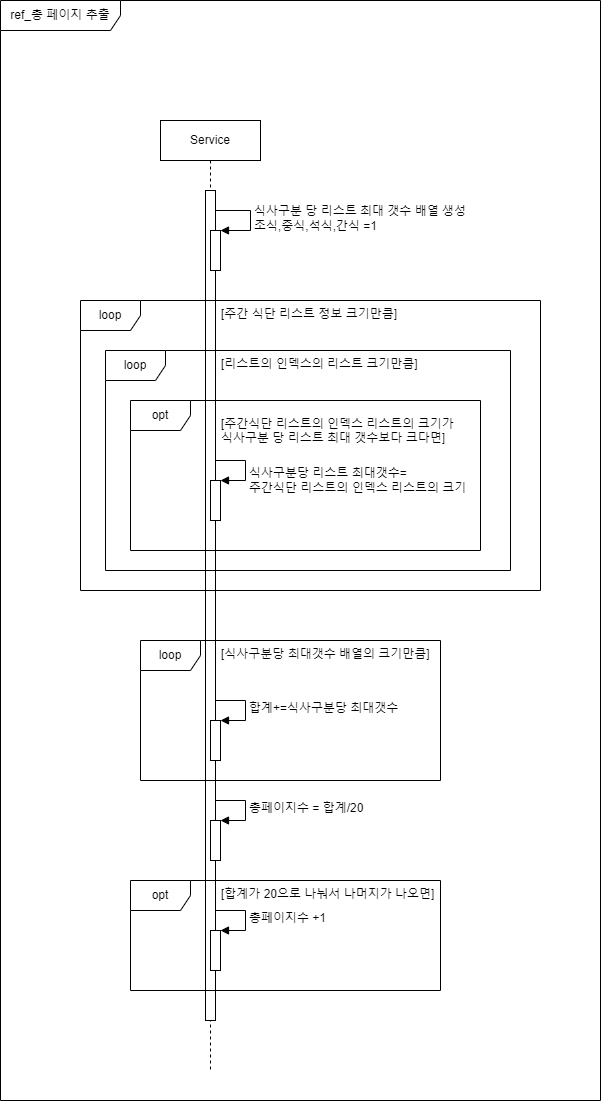 ref_총 페이지 추출
Service
식사구분 당 리스트 최대 갯수 배열 생성
조식,중식,석식,간식 =1
loop
[주간 식단 리스트 정보 크기만큼]
loop
[리스트의 인덱스의 리스트 크기만큼]
opt
[주간식단 리스트의 인덱스 리스트의 크기가
식사구분 당 리스트 최대 갯수보다 크다면]
식사구분당 리스트 최대갯수=
주간식단 리스트의 인덱스 리스트의 크기
loop
[식사구분당 최대갯수 배열의 크기만큼]
합계+=식사구분당 최대갯수
총페이지수 = 합계/20
opt
[합계가 20으로 나눠서 나머지가 나오면]
총페이지수 +1